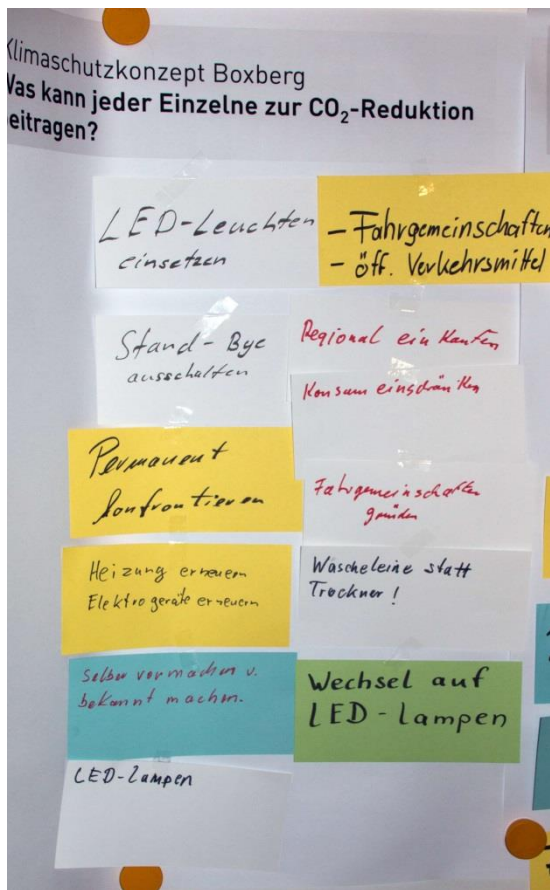 Klimaschutzkonzept Boxberg
Was kann jeder Einzelne zur CO₂-Reduktion
eitragen?
LED-Leuchten
einsetzen
- Fahrgemeinschaften
- öff. Verkehrsmittel
Stand-Bye
ausschalten
Regional einkaufen
Konsum einschränken
Permanent
konfrontieren
Fahrgemeinschaften
gründen
Heizung erneuern
Elektrogeräte erneuern
Wäscheleine statt
Trockner!
Selber vormachen u.
bekannt machen.
Wechsel auf
LED-Lampen
LED-Lampen